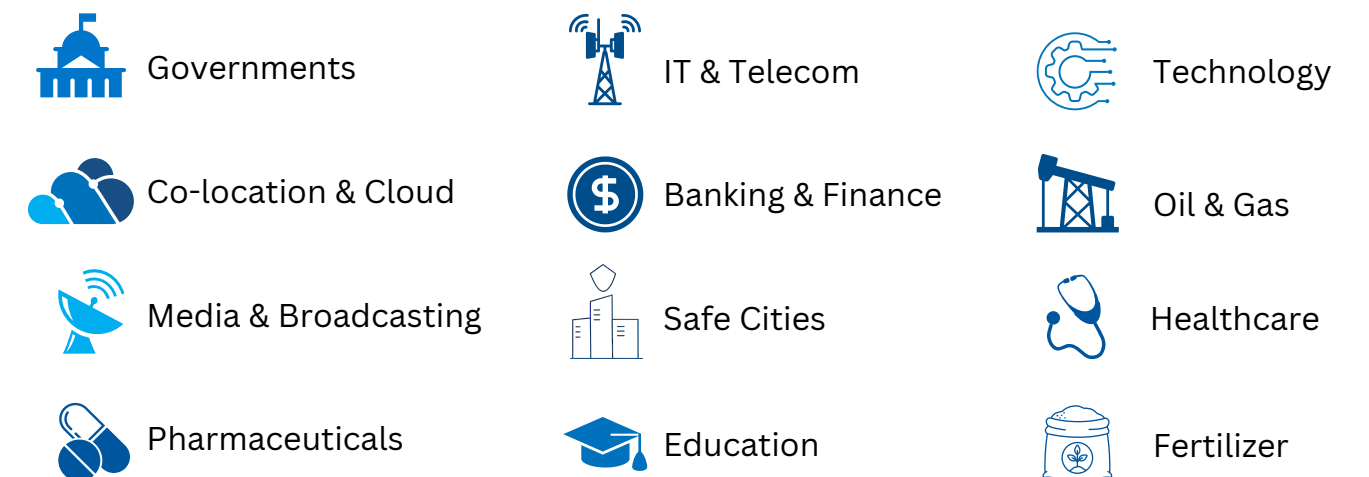 Governments
IT & Telecom
Technology
Co-location & Cloud
Banking & Finance
Oil & Gas
Media & Broadcasting
Safe Cities
Healthcare
Pharmaceuticals
Education
Fertilizer